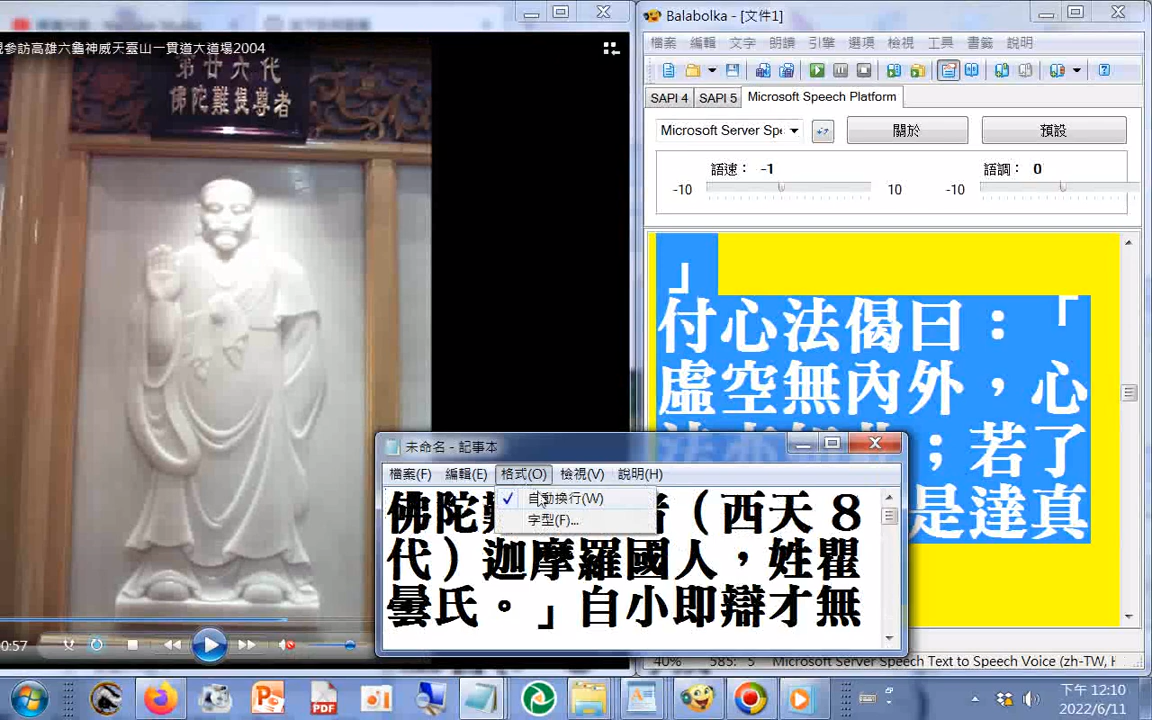 見參訪高雄六龜神威天臺山一貫道大道場2004
第廿六代
佛陀難提尊者
0:57
Balabolka - [文件1]
檔案 編輯 文字 朗讀 引擎 選項 檢視 工具 書籤 說明
SAPI 4 SAPI 5 Microsoft Speech Platform
Microsoft Server Spe
關於
預設
語速： -1
語調： 0
-10 10 -10
」
付心法偈曰：「
虛空無內外，心
；若了
是達真
40% 585: 5 Microsoft Server Speech Text to Speech Voice (zh-TW, H
未命名 - 記事本
檔案(F) 編輯(E) 格式(O) 檢視(V) 說明(H)
自動換行(W)
字型(F)...
佛陀難 者（西天８
代）迦摩羅國人，姓瞿
曇氏。」自小即辯才無
下午 12:10
2022/6/11